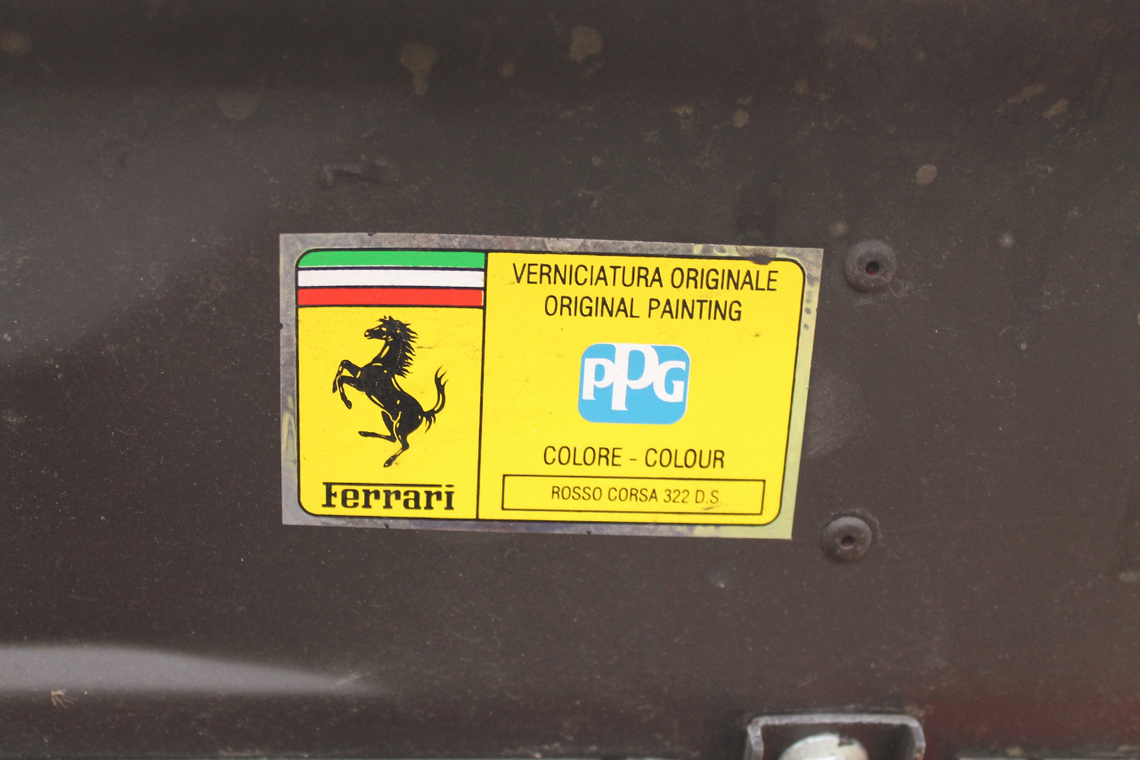 VERNICIATURA ORIGINALE
ORIGINAL PAINTING
PPG
COLORE - COLOUR
ROSSO CORSA 322 D.S.
Ferrari